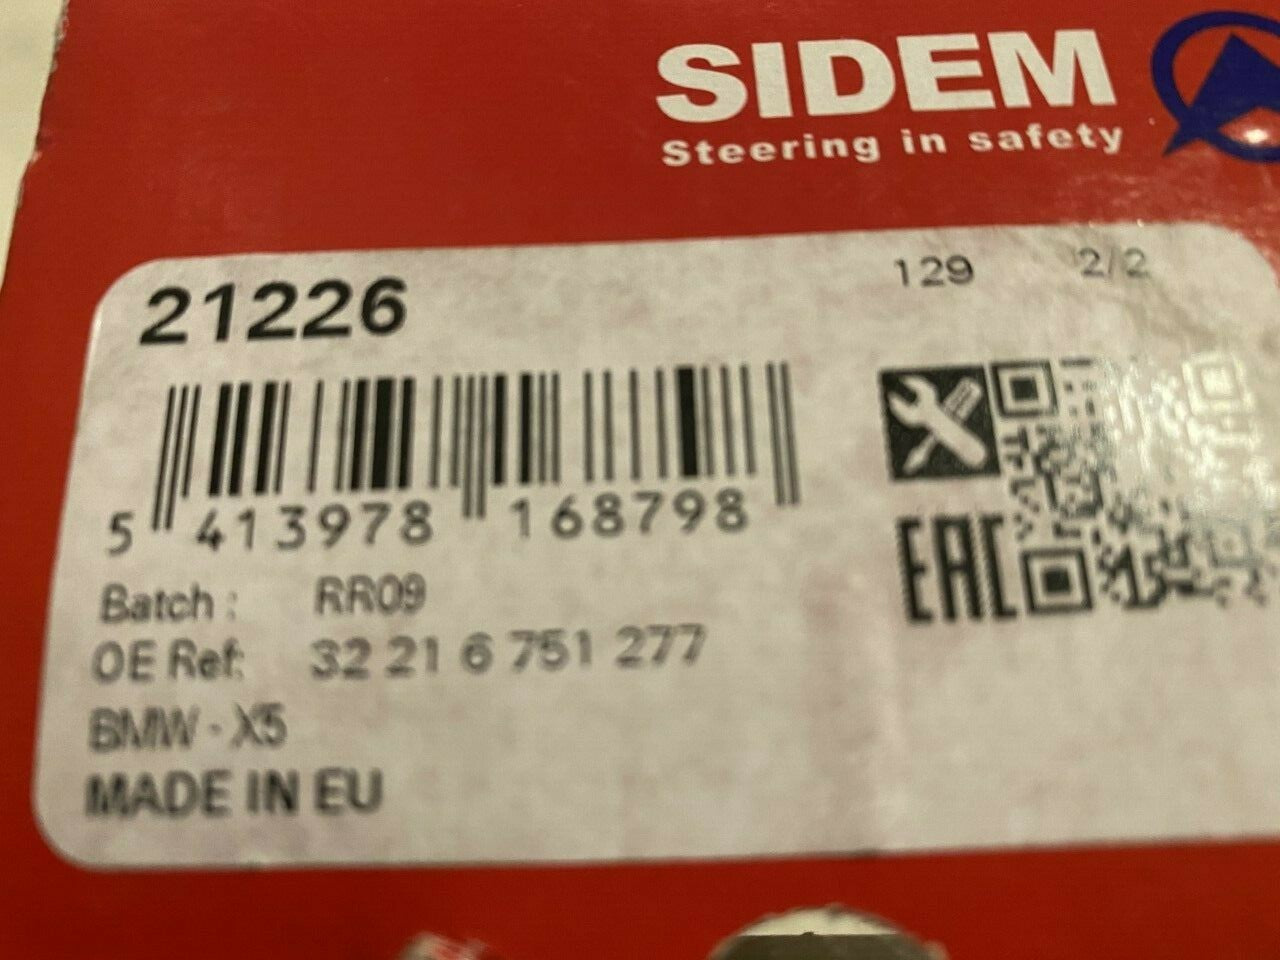 SIDEM
Steering in safety
21226
129 2/2
5 413978 168798
EAC
Batch : RR09
OE Ref: 32 21 6 751 277
BMW - X5
MADE IN EU